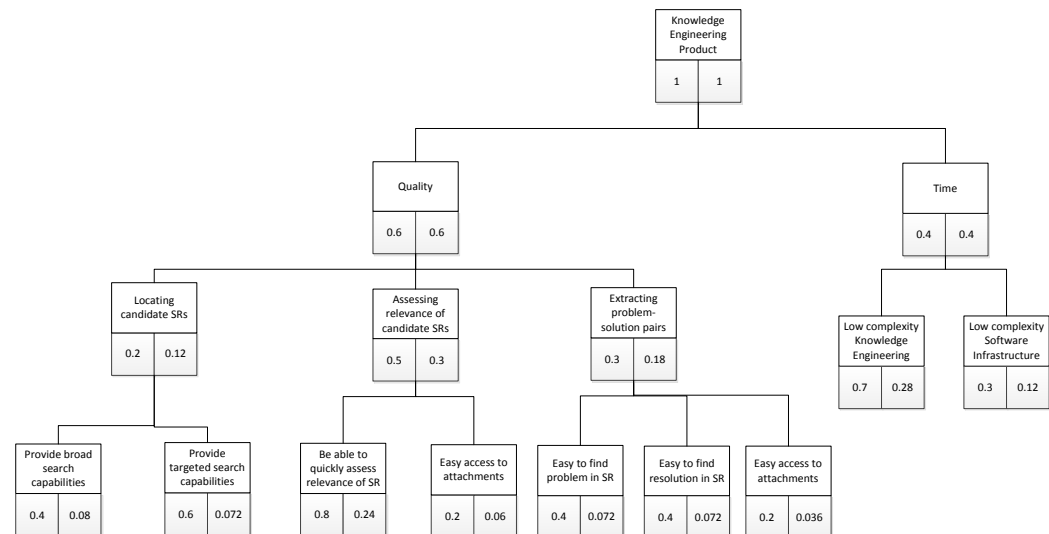 Knowledge
Engineering
Product
1 1
Quality
0.6 0.6
Time
0.4 0.4
Locating
candidate SRs
0.2 0.12
Assessing
relevance of
candidate SRs
0.5 0.3
Extracting
problem-
solution pairs
0.3 0.18
Low complexity
Knowledge
Engineering
0.7 0.28
Low complexity
Software
Infrastructure
0.3 0.12
Provide broad
search
capabilities
0.4 0.08
Provide
targeted search
capabilities
0.6 0.072
Be able to
quickly assess
relevance of SR
0.8 0.24
Easy access to
attachments
0.2 0.06
Easy to find
problem in SR
0.4 0.072
Easy to find
resolution in SR
0.4 0.072
Easy access to
attachments
0.2 0.036